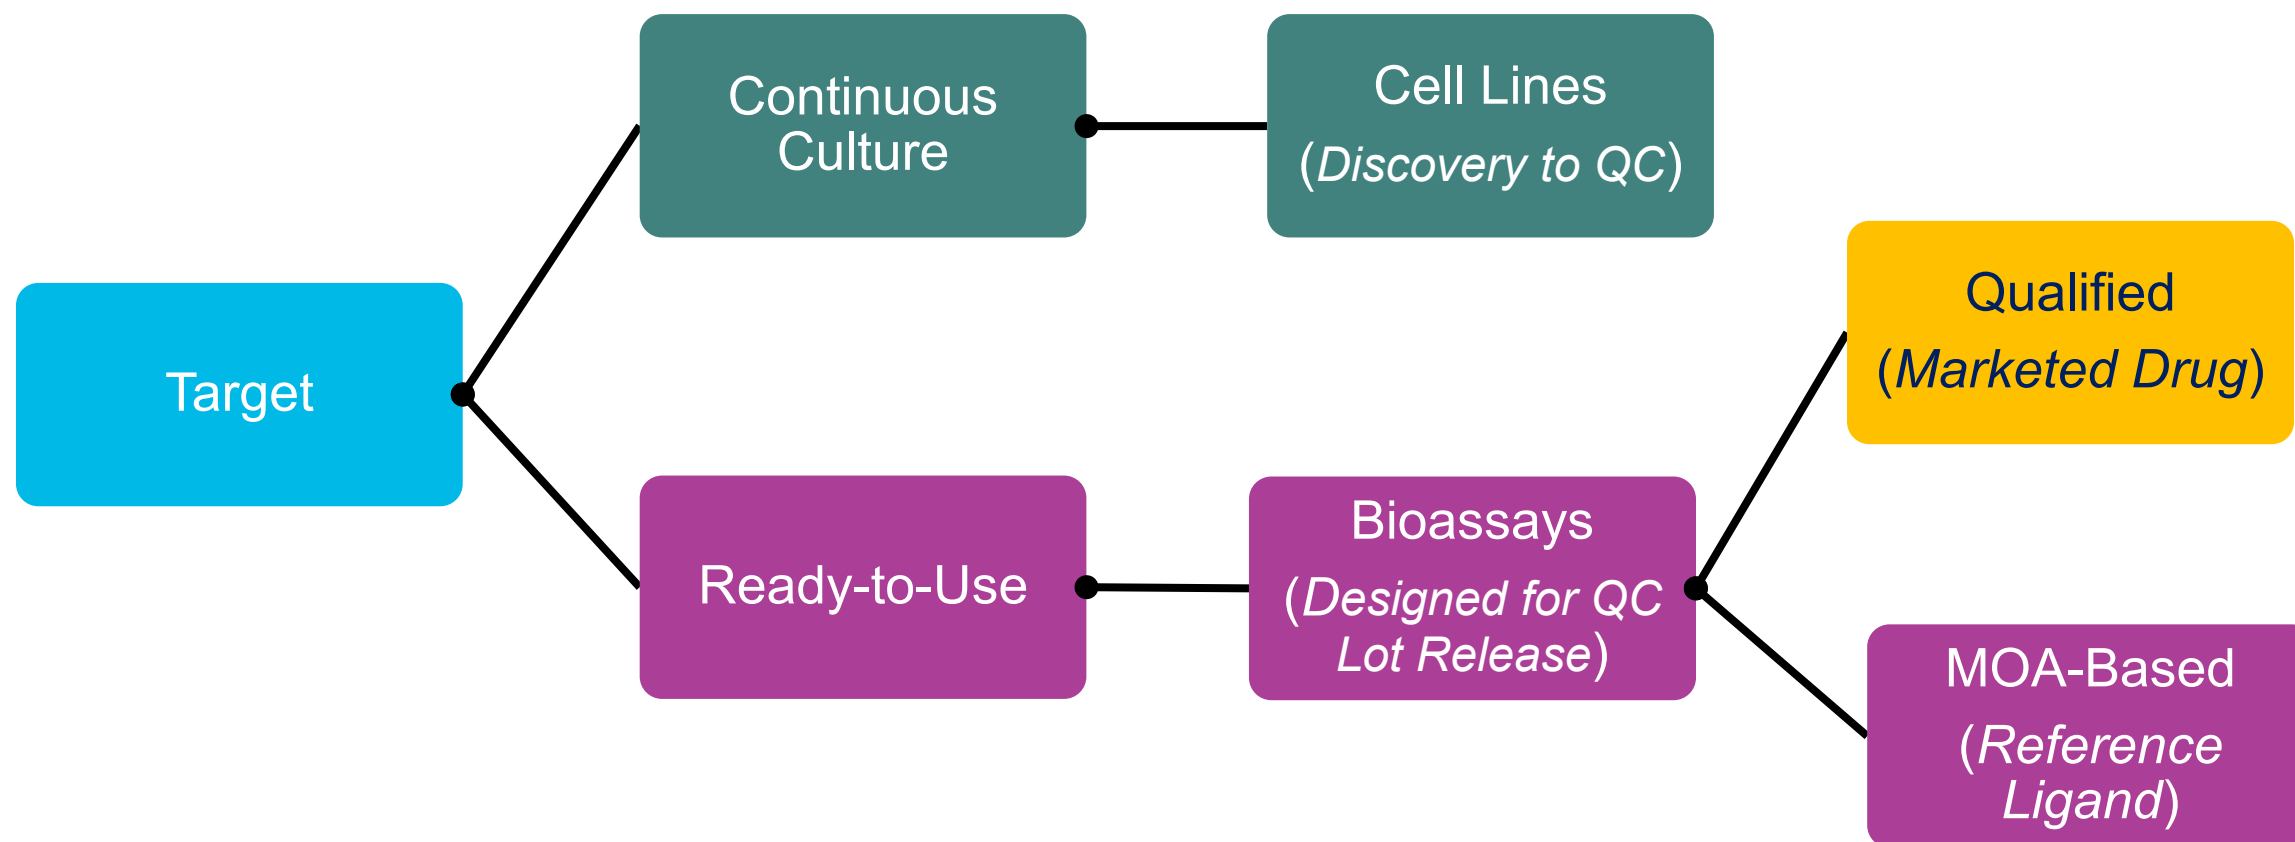 Target
Continuous
Culture
Cell Lines
(Discovery to QC)
Ready-to-Use
Bioassays
(Designed for QC
Lot Release)
Qualified
(Marketed Drug)
MOA-Based
(Reference
Ligand)